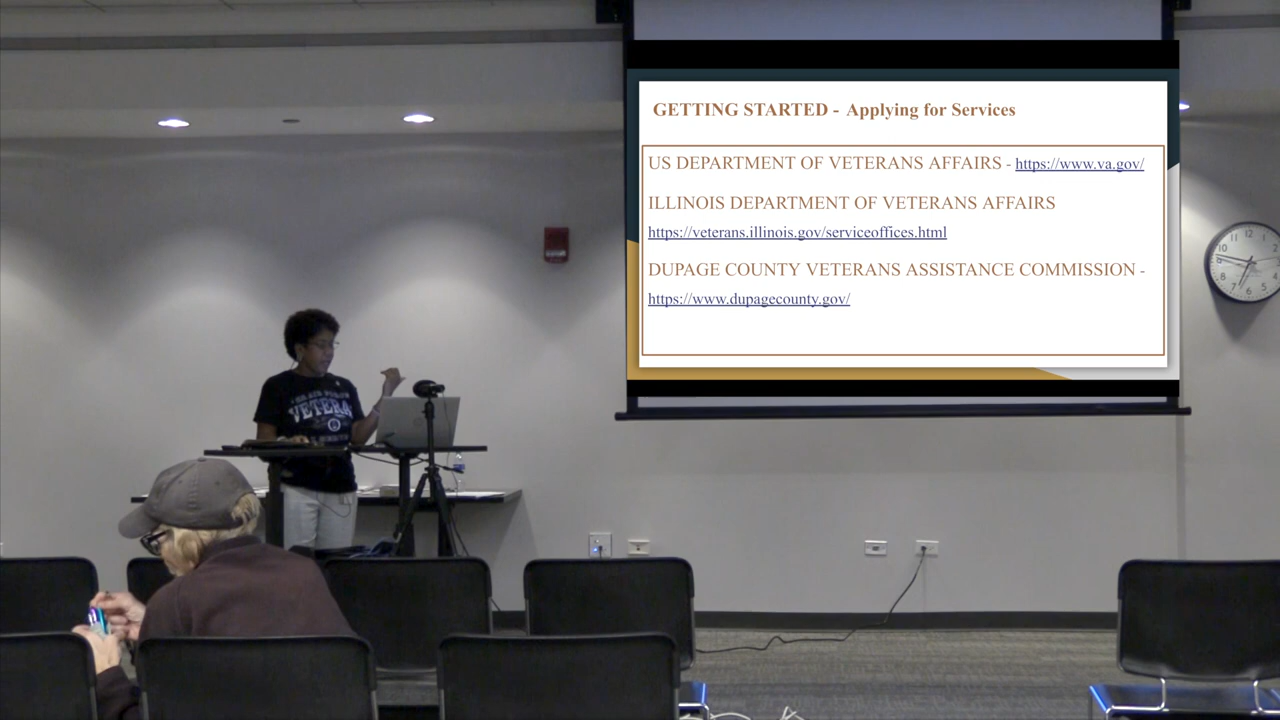 GETTING STARTED - Applying for Services
US DEPARTMENT OF VETERANS AFFAIRS - https://www.va.gov/
ILLINOIS DEPARTMENT OF VETERANS AFFAIRS
https://veterans.illinois.gov/serviceoffices.html
DUPAGE COUNTY VETERANS ASSISTANCE COMMISSION -
https://www.dupagecounty.gov/
VETERAN